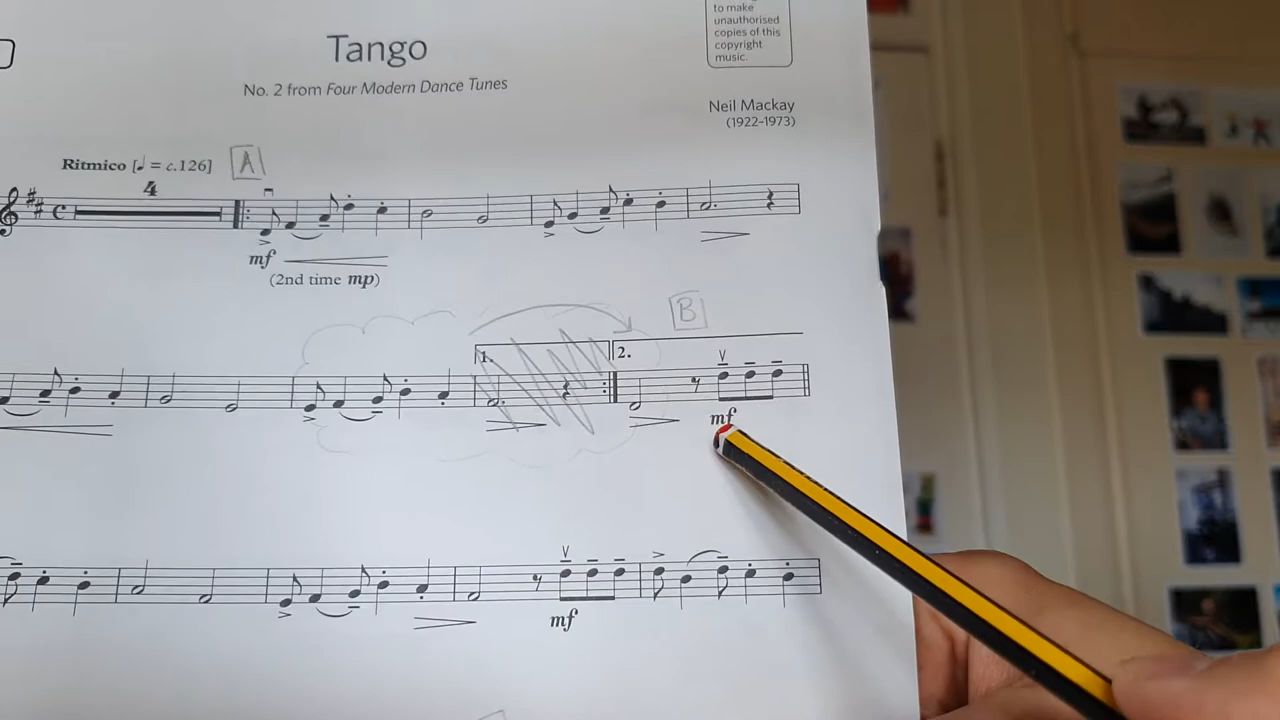 to make
unauthorised
copies of this
copyright
music.
Tango
No. 2 from Four Modern Dance Tunes
Neil Mackay
(1922–1973)
Ritmico [♩ = c.126] A
4
mf
(2nd time mp)
B
1. 2.
mf
mf